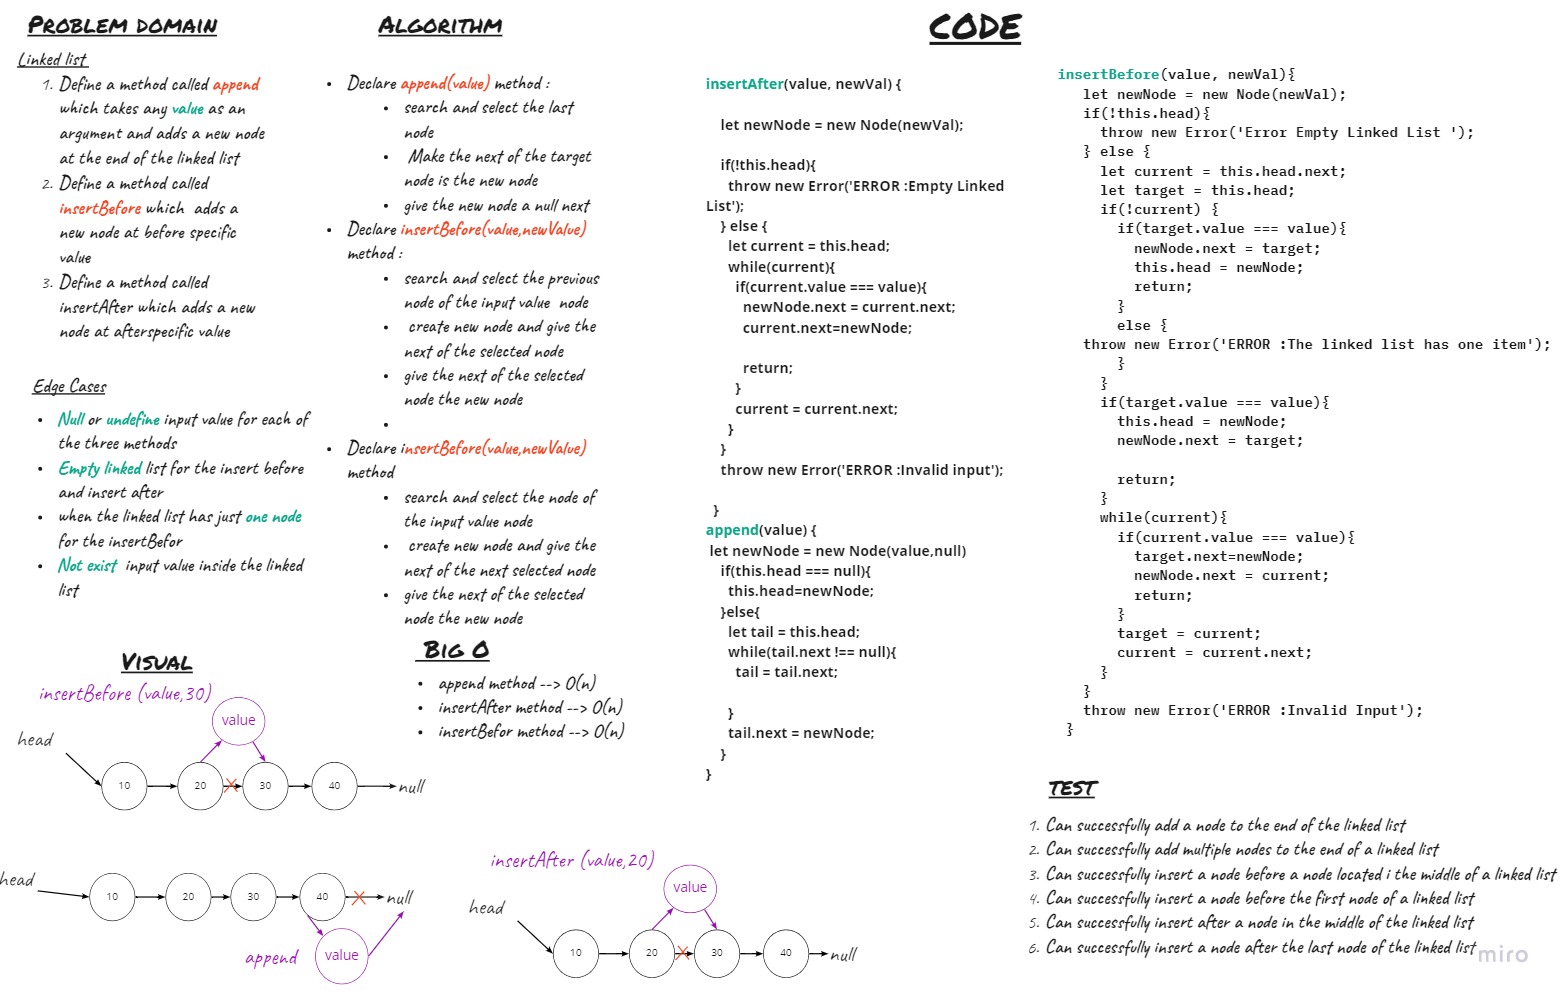 PROBLEM DOMAIN
Linked list
1. Define a method called append
which takes any value as an
argument and adds a new node
at the end of the linked list
2. Define a method called
insertBefore which adds a
new node at before specific
value
3. Define a method called
insertAfter which adds a new
node at afterspecific value
Edge Cases
• Null or undefine input value for each of
the three methods
• Empty linked list for the insert before
and insert after
• when the linked list has just one node
for the insertBefor
• Not exist input value inside the linked
list
ALGORITHM
• Declare append(value) method :
• search and select the last
node
• Make the next of the target
node is the new node
• give the new node a null next
• Declare insertBefore(value,newValue)
method :
• search and select the previous
node of the input value node
• create new node and give the
next of the selected node
• give the next of the selected
node the new node
•
• Declare insertBefore(value,newValue)
method
• search and select the node of
the input value node
• create new node and give the
next of the next selected node
• give the next of the selected
node the new node
BIG O
• append method --> O(n)
• insertAfter method --> O(n)
• insertBefor method --> O(n)
VISUAL
insertBefore (value,30)
value
head
10
20
30
40
null
head
10
20
30
40
null
append
value
insertAfter (value,20)
value
head
10
20
30
40
null
CODE
insertAfter(value, newVal) {
let newNode = new Node(newVal);
if(!this.head){
throw new Error('ERROR :Empty Linked
List');
} else {
let current = this.head;
while(current){
if(current.value === value){
newNode.next = current.next;
current.next=newNode;
return;
}
current = current.next;
}
}
throw new Error('ERROR :Invalid input');
}
append(value) {
let newNode = new Node(value,null)
if(this.head === null){
this.head=newNode;
}else{
let tail = this.head;
while(tail.next !== null){
tail = tail.next;
}
tail.next = newNode;
}
}
insertBefore(value, newVal){
let newNode = new Node(newVal);
if(!this.head){
throw new Error('Error Empty Linked List ');
} else {
let current = this.head.next;
let target = this.head;
if(!current) {
if(target.value === value){
newNode.next = target;
this.head = newNode;
return;
}
else {
throw new Error('ERROR :The linked list has one item');
}
}
if(target.value === value){
this.head = newNode;
newNode.next = target;
return;
}
while(current){
if(current.value === value){
target.next=newNode;
newNode.next = current;
return;
}
target = current;
current = current.next;
}
}
throw new Error('ERROR :Invalid Input');
}
TEST
1. Can successfully add a node to the end of the linked list
2. Can successfully add multiple nodes to the end of a linked list
3. Can successfully insert a node before a node located i the middle of a linked list
4. Can successfully insert a node before the first node of a linked list
5. Can successfully insert after a node in the middle of the linked list
6. Can successfully insert a node after the last node of the linked list
miro